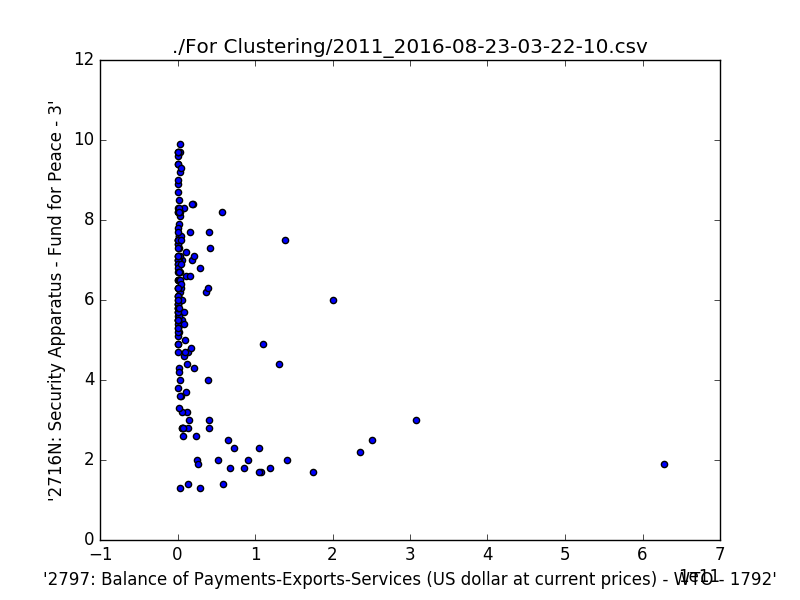 ./For Clustering/2011_2016-08-23-03-22-10.csv
12
10
8
6
4
2
0
'2716N: Security Apparatus - Fund for Peace - 3'
−1 0 1 2 3 4 5 6 7
1e11
'2797: Balance of Payments-Exports-Services (US dollar at current prices) - WTO - 1792'